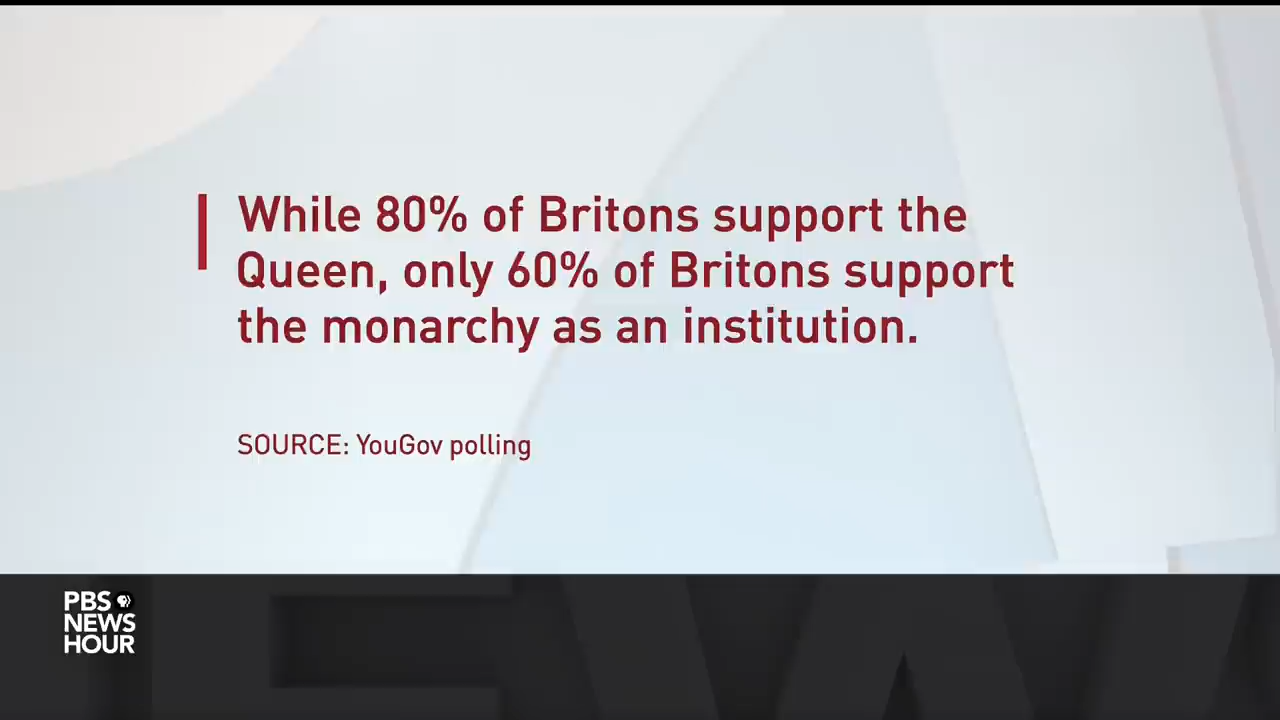 While 80% of Britons support the
Queen, only 60% of Britons support
the monarchy as an institution.
SOURCE: YouGov polling
PBS
NEWS
HOUR